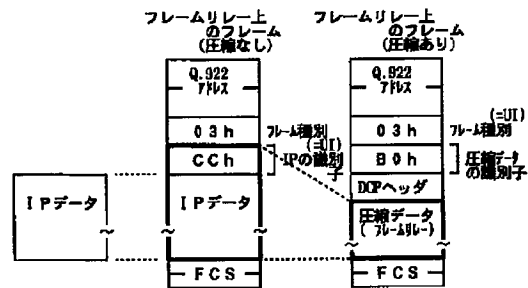 フレームリレー上
のフレーム
(圧縮なし)
フレームリレー上
のフレーム
(圧縮あり)
Q.922
アドレス
Q.922
アドレス
03h
フレーム種別
(=UI)
03h
フレーム種別
(=UI)
CCh
IPの識別
子
B0h
圧縮データ
の識別子
DCPヘッダ
IPデータ
IPデータ
圧縮データ
(フレームリレー)
FCS
FCS